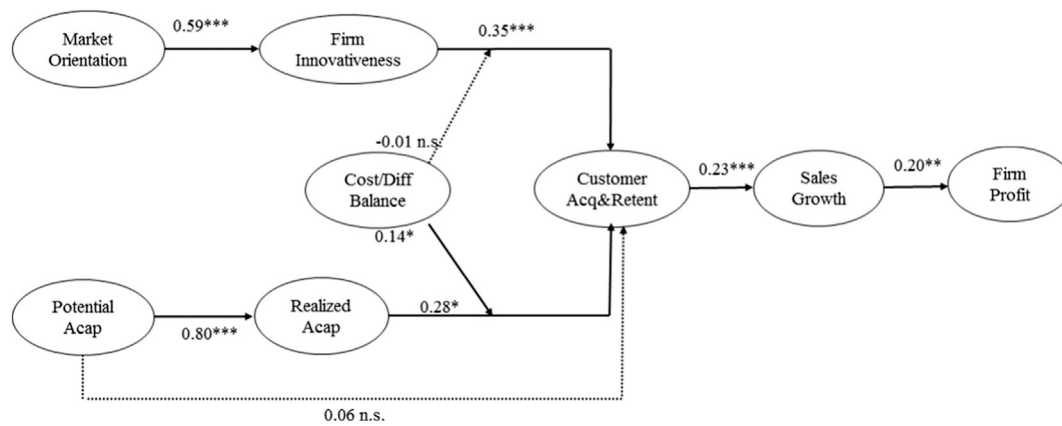 0.59***
0.35***
Market
Orientation
Firm
Innovativeness
-0.01 n.s.
Cost/Diff
Balance
0.14*
Customer
Acq&Retent
0.23***
Sales
Growth
0.20**
Firm
Profit
Potential
Acap
0.80***
Realized
Acap
0.28*
0.06 n.s.